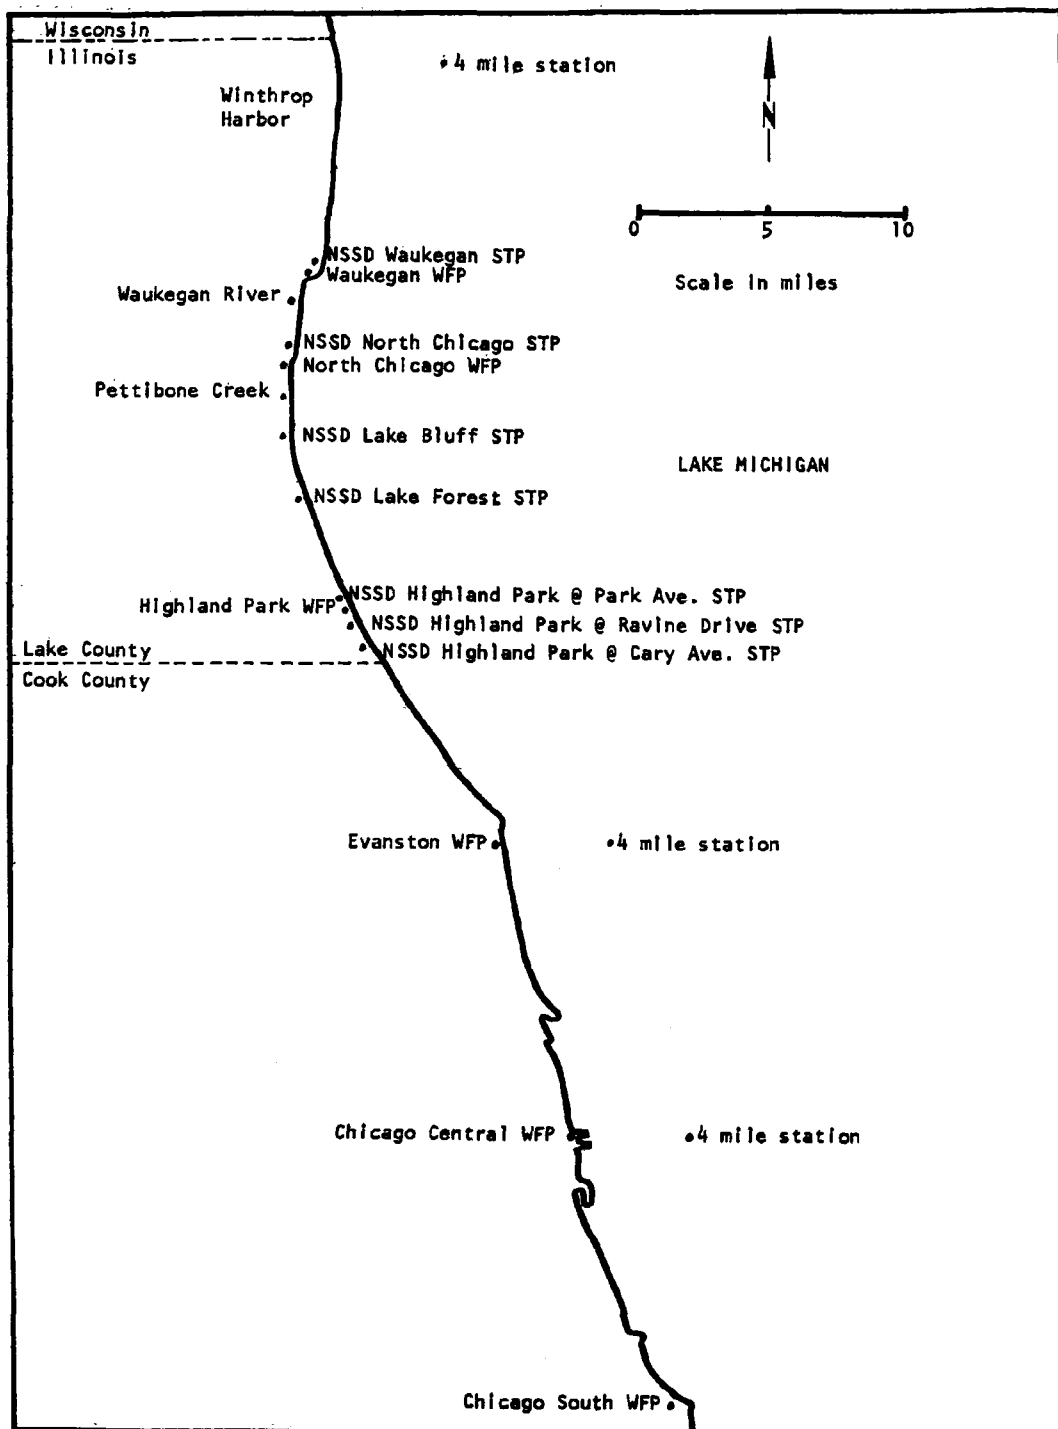 Wisconsin
Illinois
4 mile station
Winthrop
Harbor
N
0 5 10
Scale in miles
NSSD Waukegan STP
Waukegan WFP
Waukegan River
NSSD North Chicago STP
North Chicago WFP
Pettibone Creek
NSSD Lake Bluff STP
LAKE MICHIGAN
NSSD Lake Forest STP
NSSD Highland Park @ Park Ave. STP
Highland Park WFP
NSSD Highland Park @ Ravine Drive STP
NSSD Highland Park @ Cary Ave. STP
Lake County
Cook County
Evanston WFP
4 mile station
Chicago Central WFP
4 mile station
Chicago South WFP